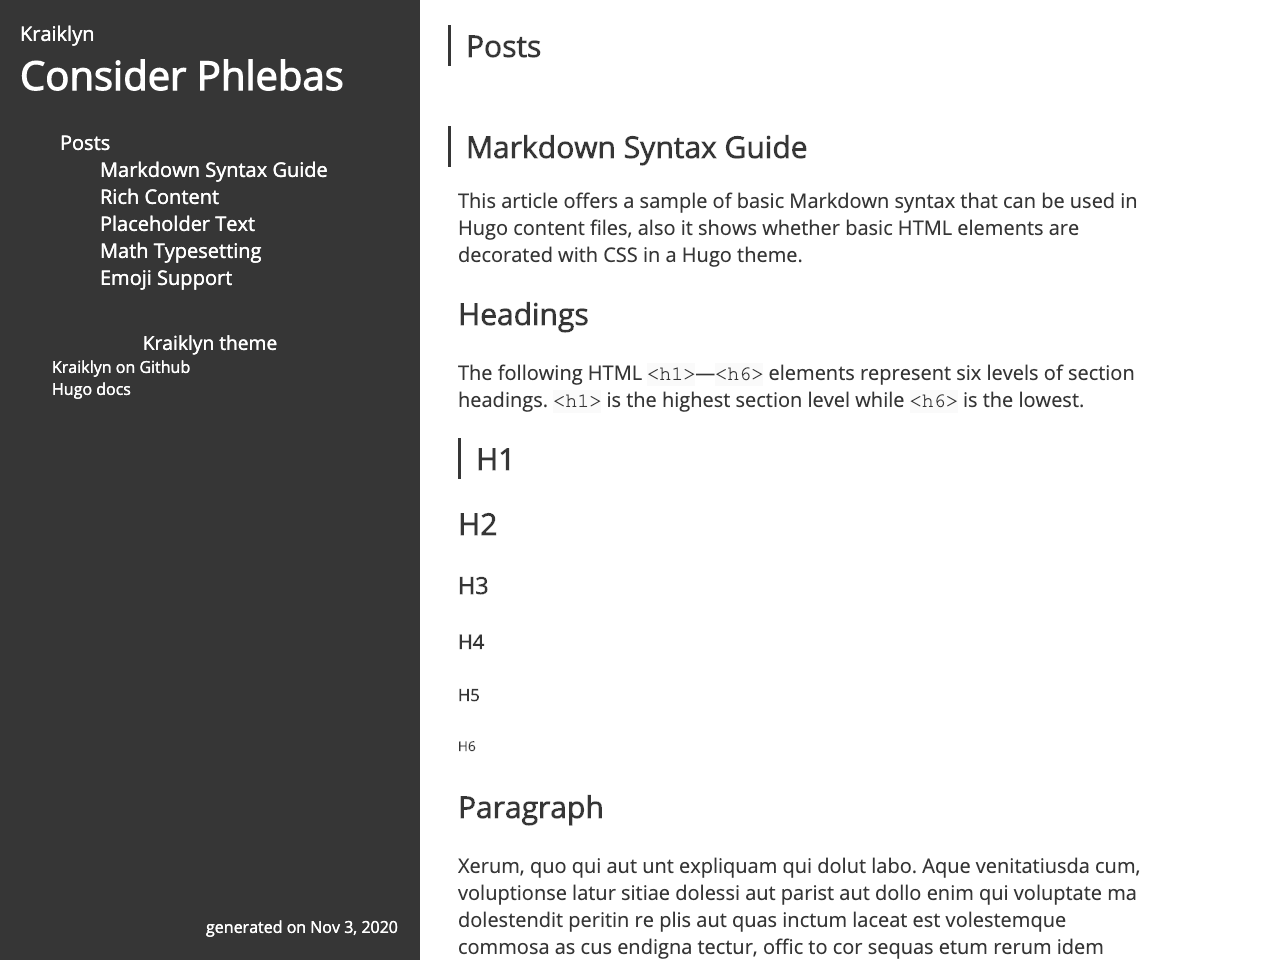 Kraiklyn
Consider Phlebas
Posts
Markdown Syntax Guide
Rich Content
Placeholder Text
Math Typesetting
Emoji Support
Kraiklyn theme
Kraiklyn on Github
Hugo docs
generated on Nov 3, 2020
Posts
Markdown Syntax Guide
This article offers a sample of basic Markdown syntax that can be used in
Hugo content files, also it shows whether basic HTML elements are
decorated with CSS in a Hugo theme.
Headings
The following HTML <h1>—<h6> elements represent six levels of section
headings. <h1> is the highest section level while <h6> is the lowest.
H1
H2
H3
H4
H5
H6
Paragraph
Xerum, quo qui aut unt expliquam qui dolut labo. Aque venitatiusda cum,
voluptionse latur sitiae dolessi aut parist aut dollo enim qui voluptate ma
dolestendit peritin re plis aut quas inctum laceat est volestemque
commosa as cus endigna tectur, offic to cor sequas etum rerum idem